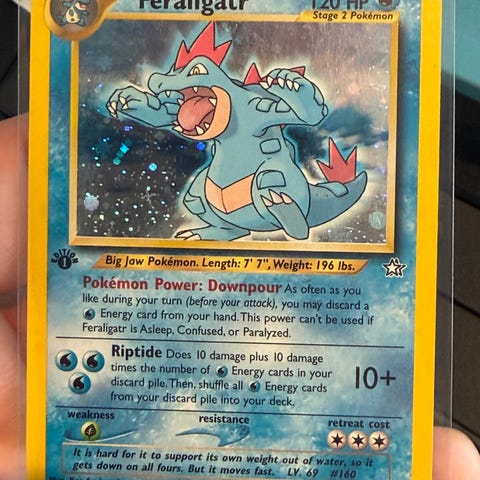 Feraligatr 120 HP
Stage 2 Pokémon
EDITION
1
Big Jaw Pokémon. Length: 7' 7", Weight: 196 lbs.
Pokémon Power: Downpour As often as you
like during your turn (before your attack), you may discard a
Energy card from your hand. This power can't be used if
Feraligatr is Asleep, Confused, or Paralyzed.
Riptide Does 10 damage plus 10 damage
times the number of Energy cards in your
discard pile. Then, shuffle all Energy cards
from your discard pile into your deck.
10+
weakness resistance retreat cost
It is hard for it to support its own weight out of water, so it
gets down on all fours. But it moves fast. LV. 69 #160